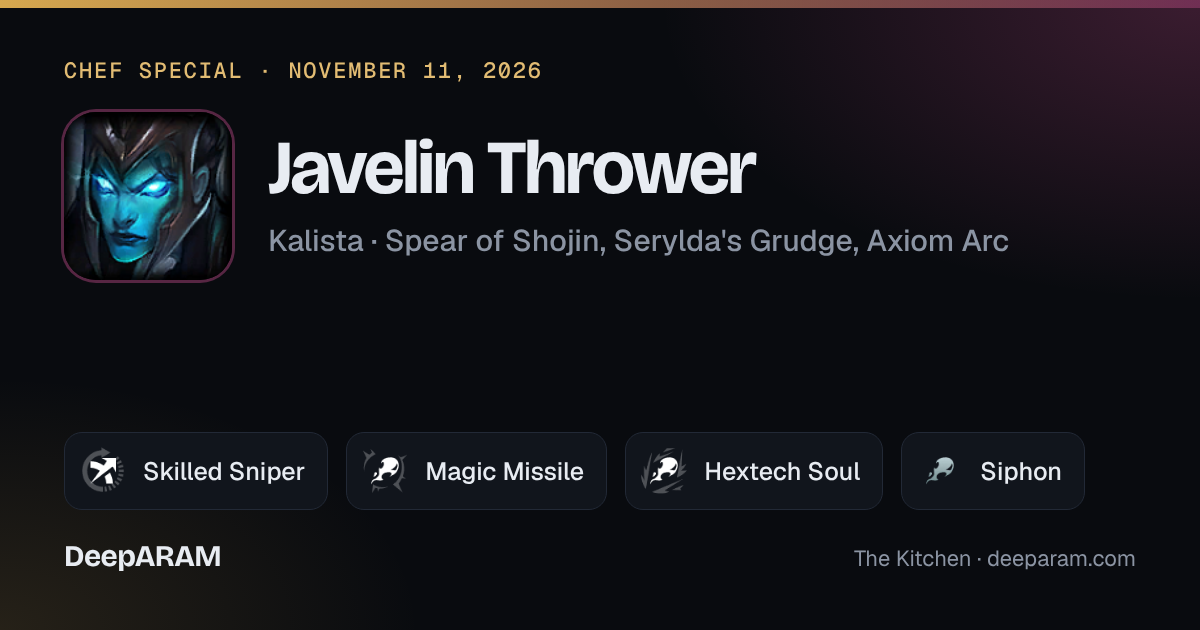 CHEF SPECIAL · NOVEMBER 11, 2026
Javelin Thrower
Kalista · Spear of Shojin, Serylda's Grudge, Axiom Arc
Skilled Sniper
Magic Missile
Hextech Soul
Siphon
DeepARAM
The Kitchen · deeparam.com